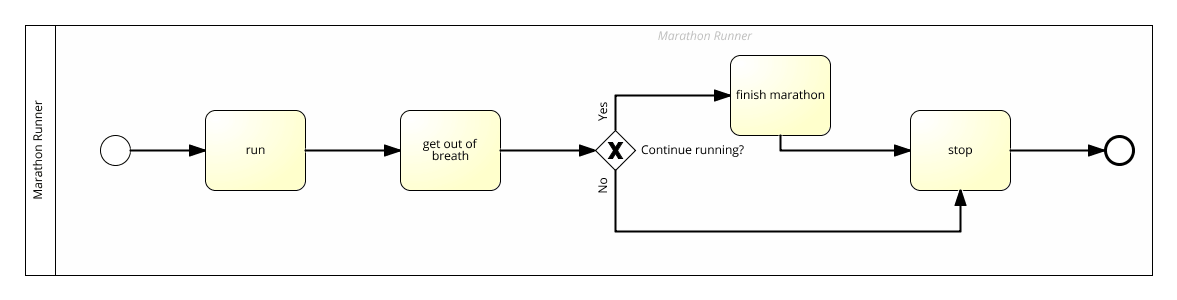 Marathon Runner
Marathon Runner
run
get out of
breath
Yes
Continue running?
No
finish marathon
stop